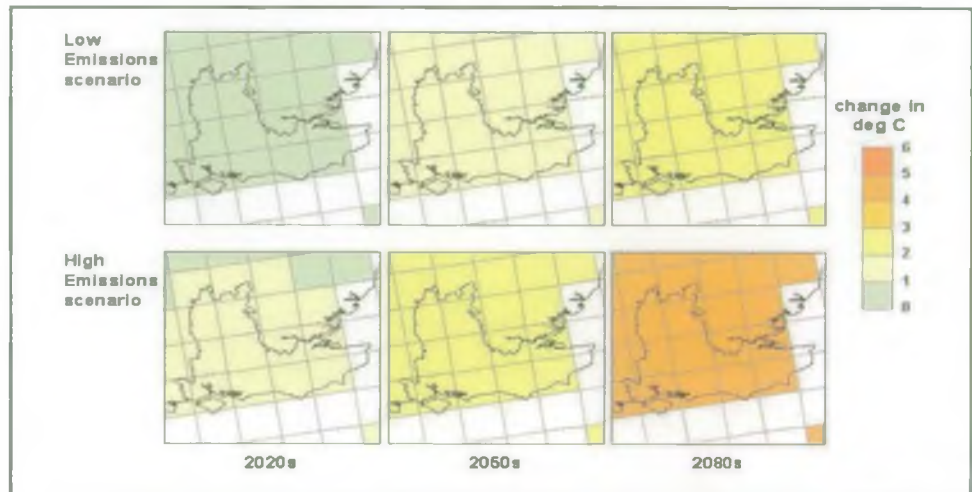 Low
Emissions
scenario
change in
deg C
6
5
4
3
2
1
0
High
Emissions
scenario
2020s
2050s
2080s